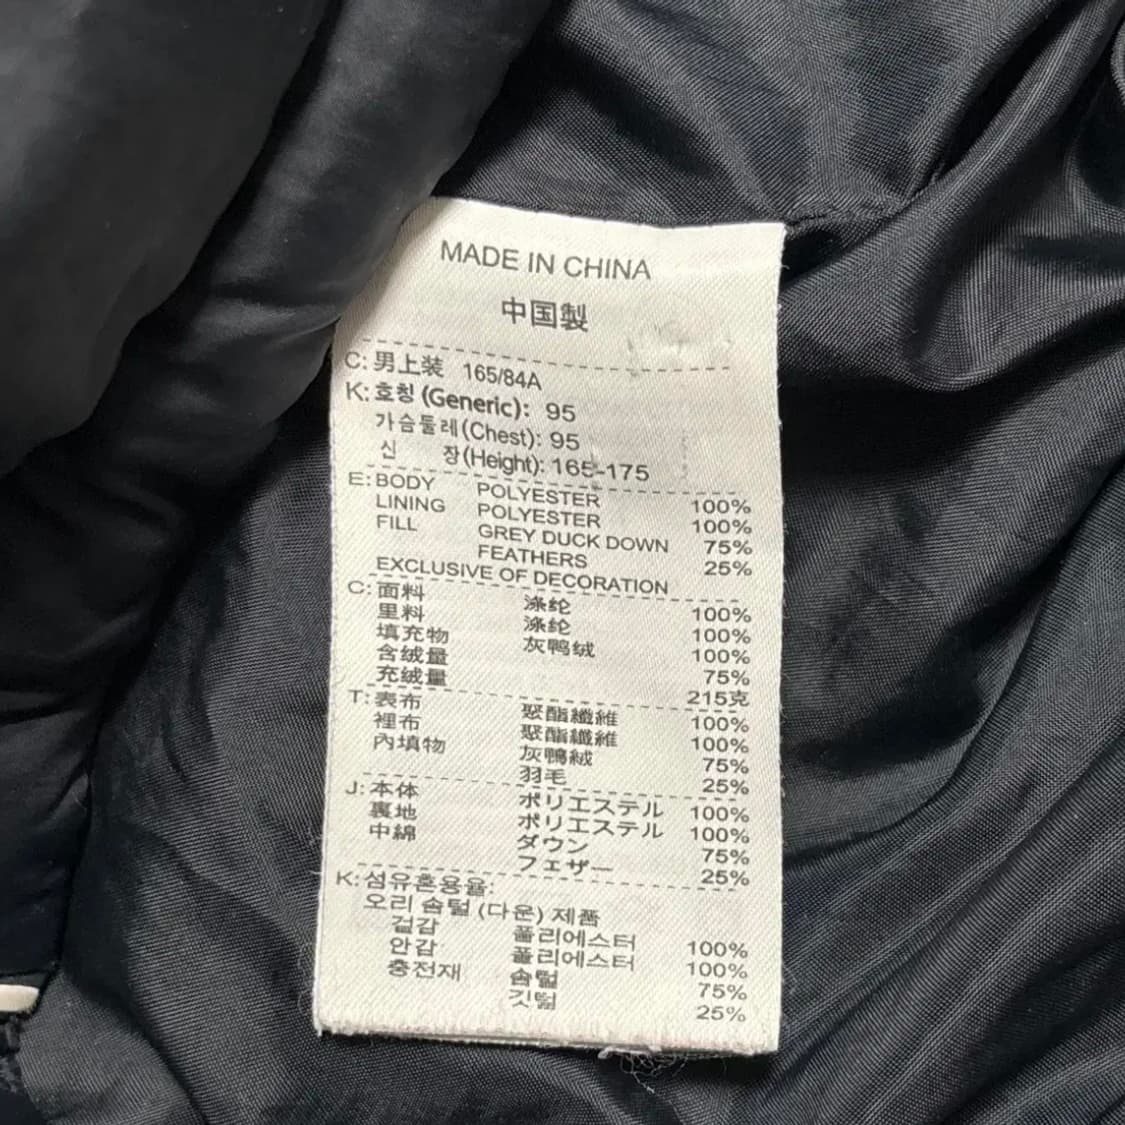 MADE IN CHINA
中国製
C: 男上装 165/84A
K: 호칭 (Generic): 95
가슴둘레(Chest): 95
신 장(Height): 165-175
E: BODY POLYESTER 100%
LINING POLYESTER 100%
FILL GREY DUCK DOWN 75%
FEATHERS 25%
EXCLUSIVE OF DECORATION
C: 面料 涤纶 100%
里料 涤纶 100%
填充物 灰鸭绒 100%
含绒量 75%
充绒量 215克
T: 表布 聚酯纖維 100%
裡布 聚酯纖維 100%
內填物 灰鴨絨 75%
羽毛 25%
J: 本体 ポリエステル 100%
裏地 ポリエステル 100%
中綿 ダウン 75%
フェザー 25%
K: 섬유혼용율:
오리 솜털 (다운) 제품
겉감 폴리에스터 100%
안감 폴리에스터 100%
충전재 솜털 75%
깃털 25%